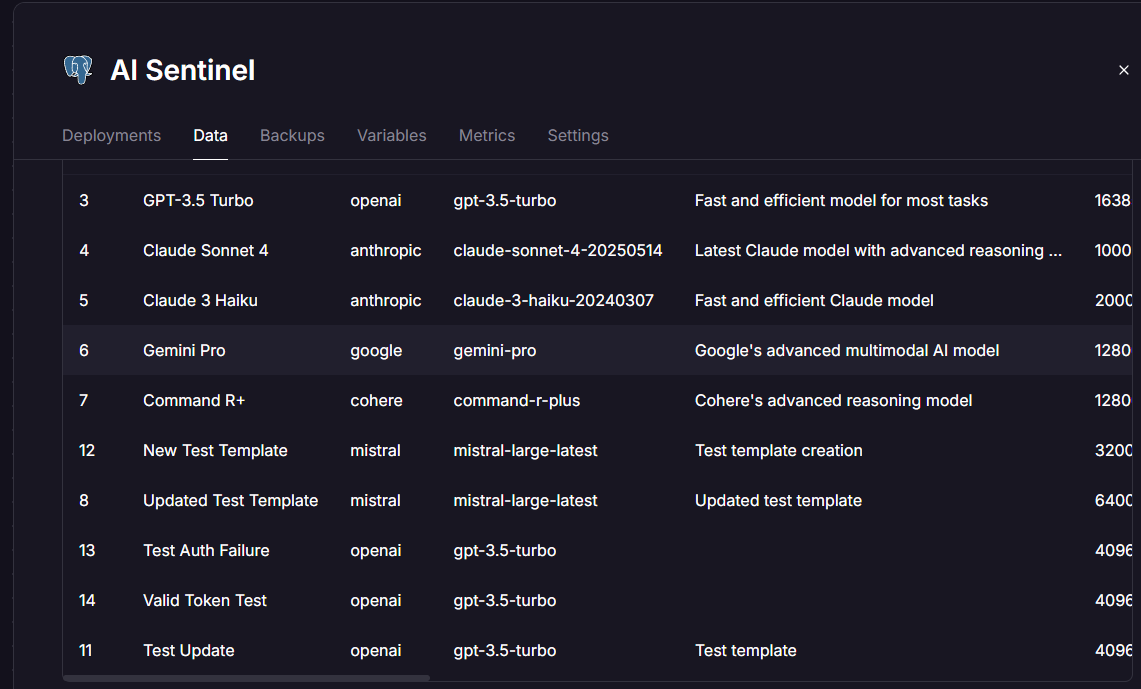 AI Sentinel
Deployments Data Backups Variables Metrics Settings
3 GPT-3.5 Turbo openai gpt-3.5-turbo Fast and efficient model for most tasks 1638
4 Claude Sonnet 4 anthropic claude-sonnet-4-20250514 Latest Claude model with advanced reasoning ... 1000
5 Claude 3 Haiku anthropic claude-3-haiku-20240307 Fast and efficient Claude model 2000
6 Gemini Pro google gemini-pro Google's advanced multimodal AI model 1280
7 Command R+ cohere command-r-plus Cohere's advanced reasoning model 1280
12 New Test Template mistral mistral-large-latest Test template creation 3200
8 Updated Test Template mistral mistral-large-latest Updated test template 6400
13 Test Auth Failure openai gpt-3.5-turbo 4096
14 Valid Token Test openai gpt-3.5-turbo 4096
11 Test Update openai gpt-3.5-turbo Test template 4096